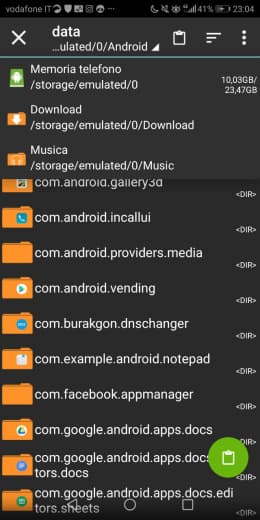 vodafone IT 41% 23:04
data
…ulated/0/Android
Memoria telefono
/storage/emulated/0
10,03GB/
23,47GB
Download
/storage/emulated/0/Download
Musica
/storage/emulated/0/Music
com.android.gallery3d
<DIR>
com.android.incallui
<DIR>
com.android.providers.media
<DIR>
com.android.vending
<DIR>
com.burakgon.dnschanger
<DIR>
com.example.android.notepad
<DIR>
com.facebook.appmanager
<DIR>
com.google.android.apps.docs
<DIR>
com.google.android.apps.docs
tors.docs
<DIR>
com.google.android.apps.docs.edi
tors.sheets
<DIR>